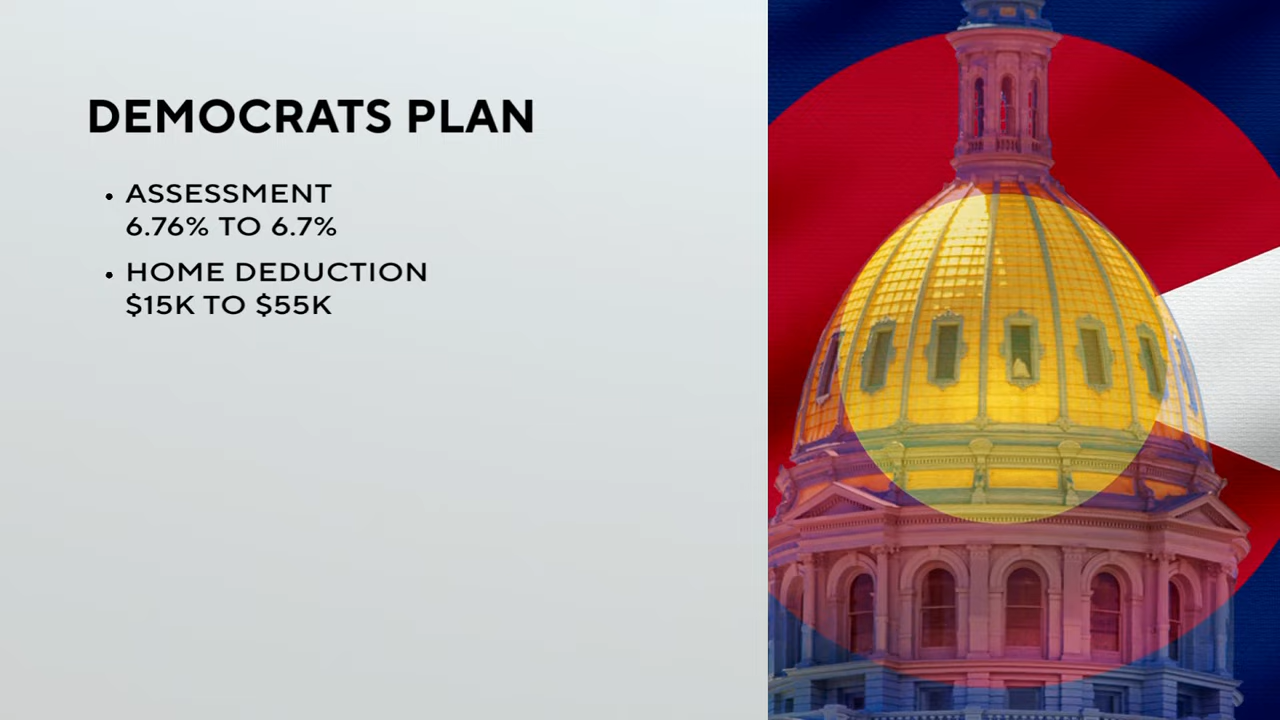 DEMOCRATS PLAN
• ASSESSMENT
6.76% TO 6.7%
• HOME DEDUCTION
$15K TO $55K